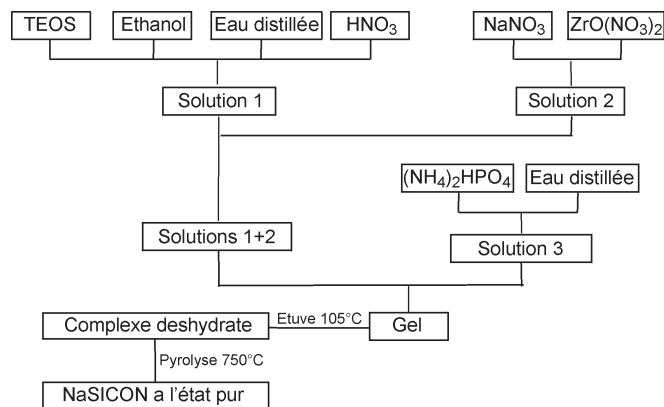 TEOS
Ethanol
Eau distillée
HNO3
NaNO3
ZrO(NO3)2
Solution 1
Solution 2
(NH4)2HPO4
Eau distillée
Solutions 1+2
Solution 3
Complexe deshydrate
Etuve 105°C
Gel
Pyrolyse 750°C
NaSICON a l'état pur